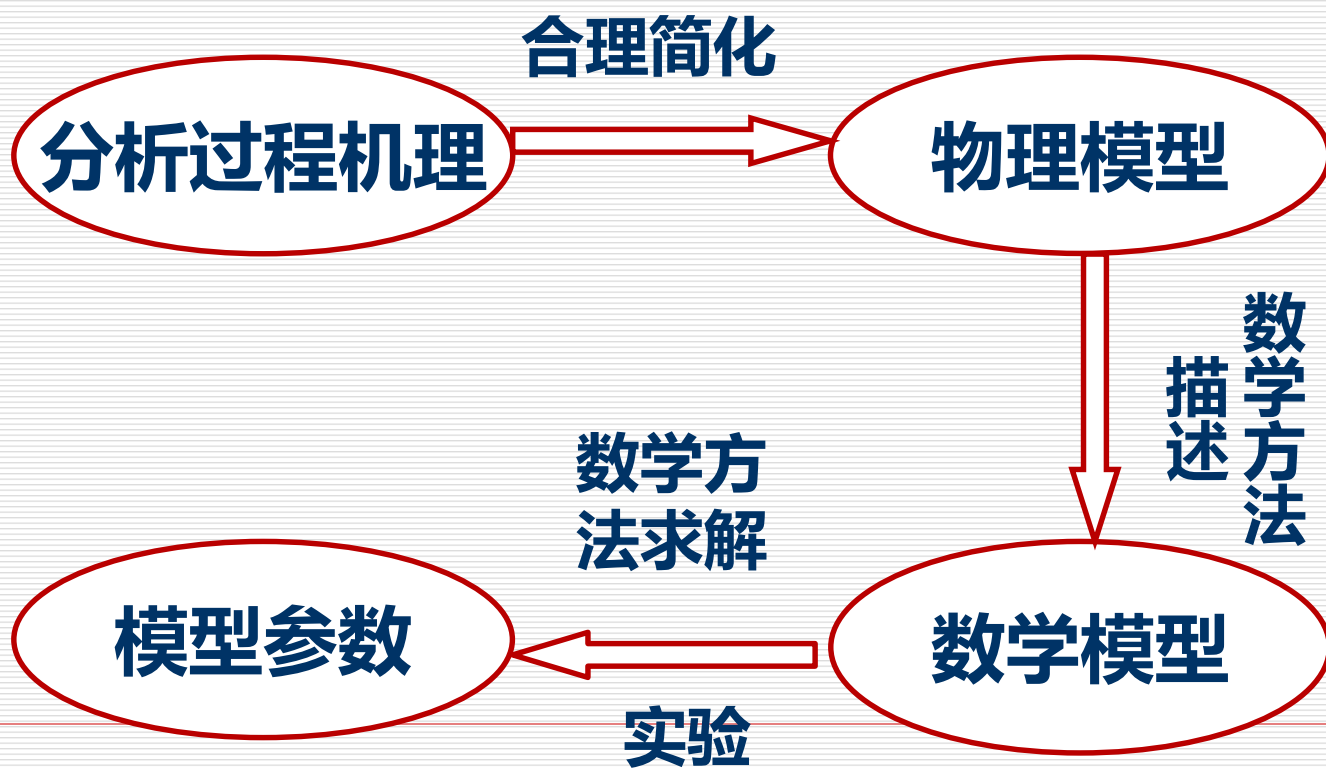 合理简化
分析过程机理
物理模型
数学方法
描述
数学方
法求解
模型参数
数学模型
实验